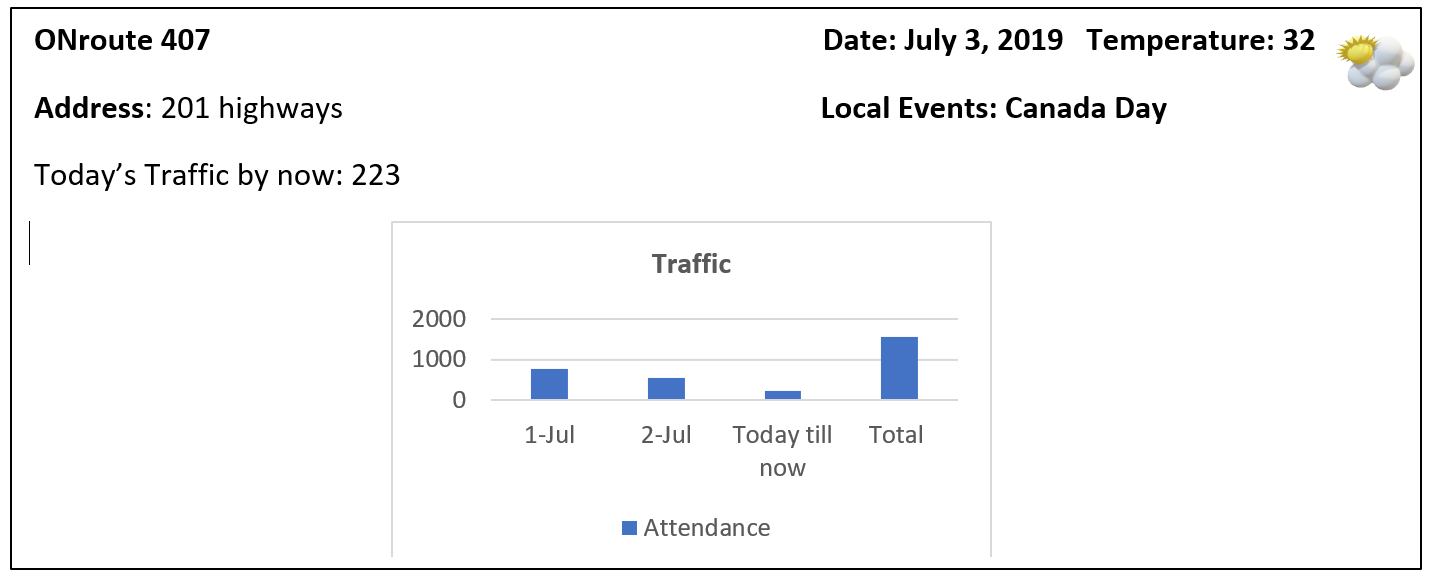 ONroute 407 Date: July 3, 2019 Temperature: 32
Address: 201 highways Local Events: Canada Day
Today’s Traffic by now: 223
Traffic
2000
1000
0
1-Jul 2-Jul Today till now Total
Attendance